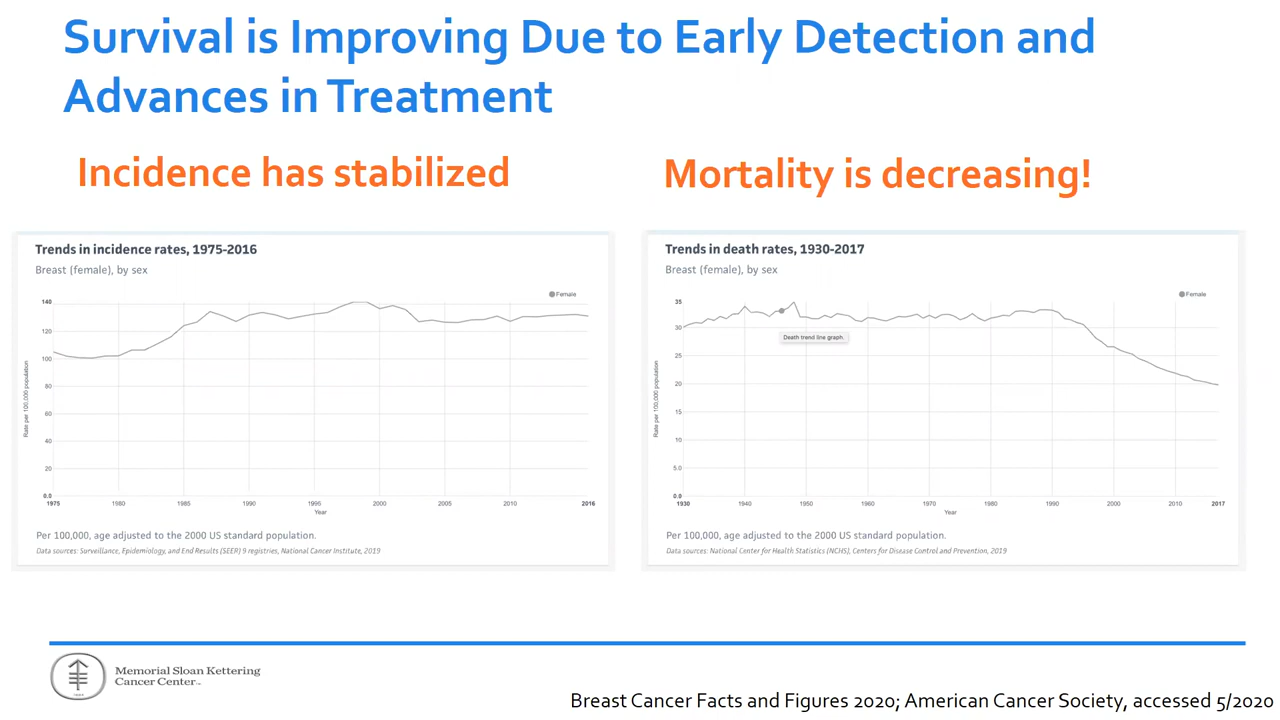 Survival is Improving Due to Early Detection and
Advances in Treatment
Incidence has stabilized
Mortality is decreasing!
Trends in incidence rates, 1975-2016
Breast (female), by sex
Female
140
120
100
80
60
40
20
0.0
Rate per 100,000 population
1975 1980 1985 1990 1995 2000 2005 2010 2016
Year
Per 100,000, age adjusted to the 2000 US standard population.
Data sources: Surveillance, Epidemiology, and End Results (SEER) 9 registries, National Cancer Institute, 2019
Trends in death rates, 1930-2017
Breast (female), by sex
Female
35
30
25
20
15
10
5.0
0.0
Rate per 100,000 population
Death trend line graph.
1930 1940 1950 1960 1970 1980 1990 2000 2010 2017
Year
Per 100,000, age adjusted to the 2000 US standard population.
Data sources: National Center for Health Statistics (NCHS), Centers for Disease Control and Prevention, 2019
Memorial Sloan Kettering
Cancer Center
Breast Cancer Facts and Figures 2020; American Cancer Society, accessed 5/2020